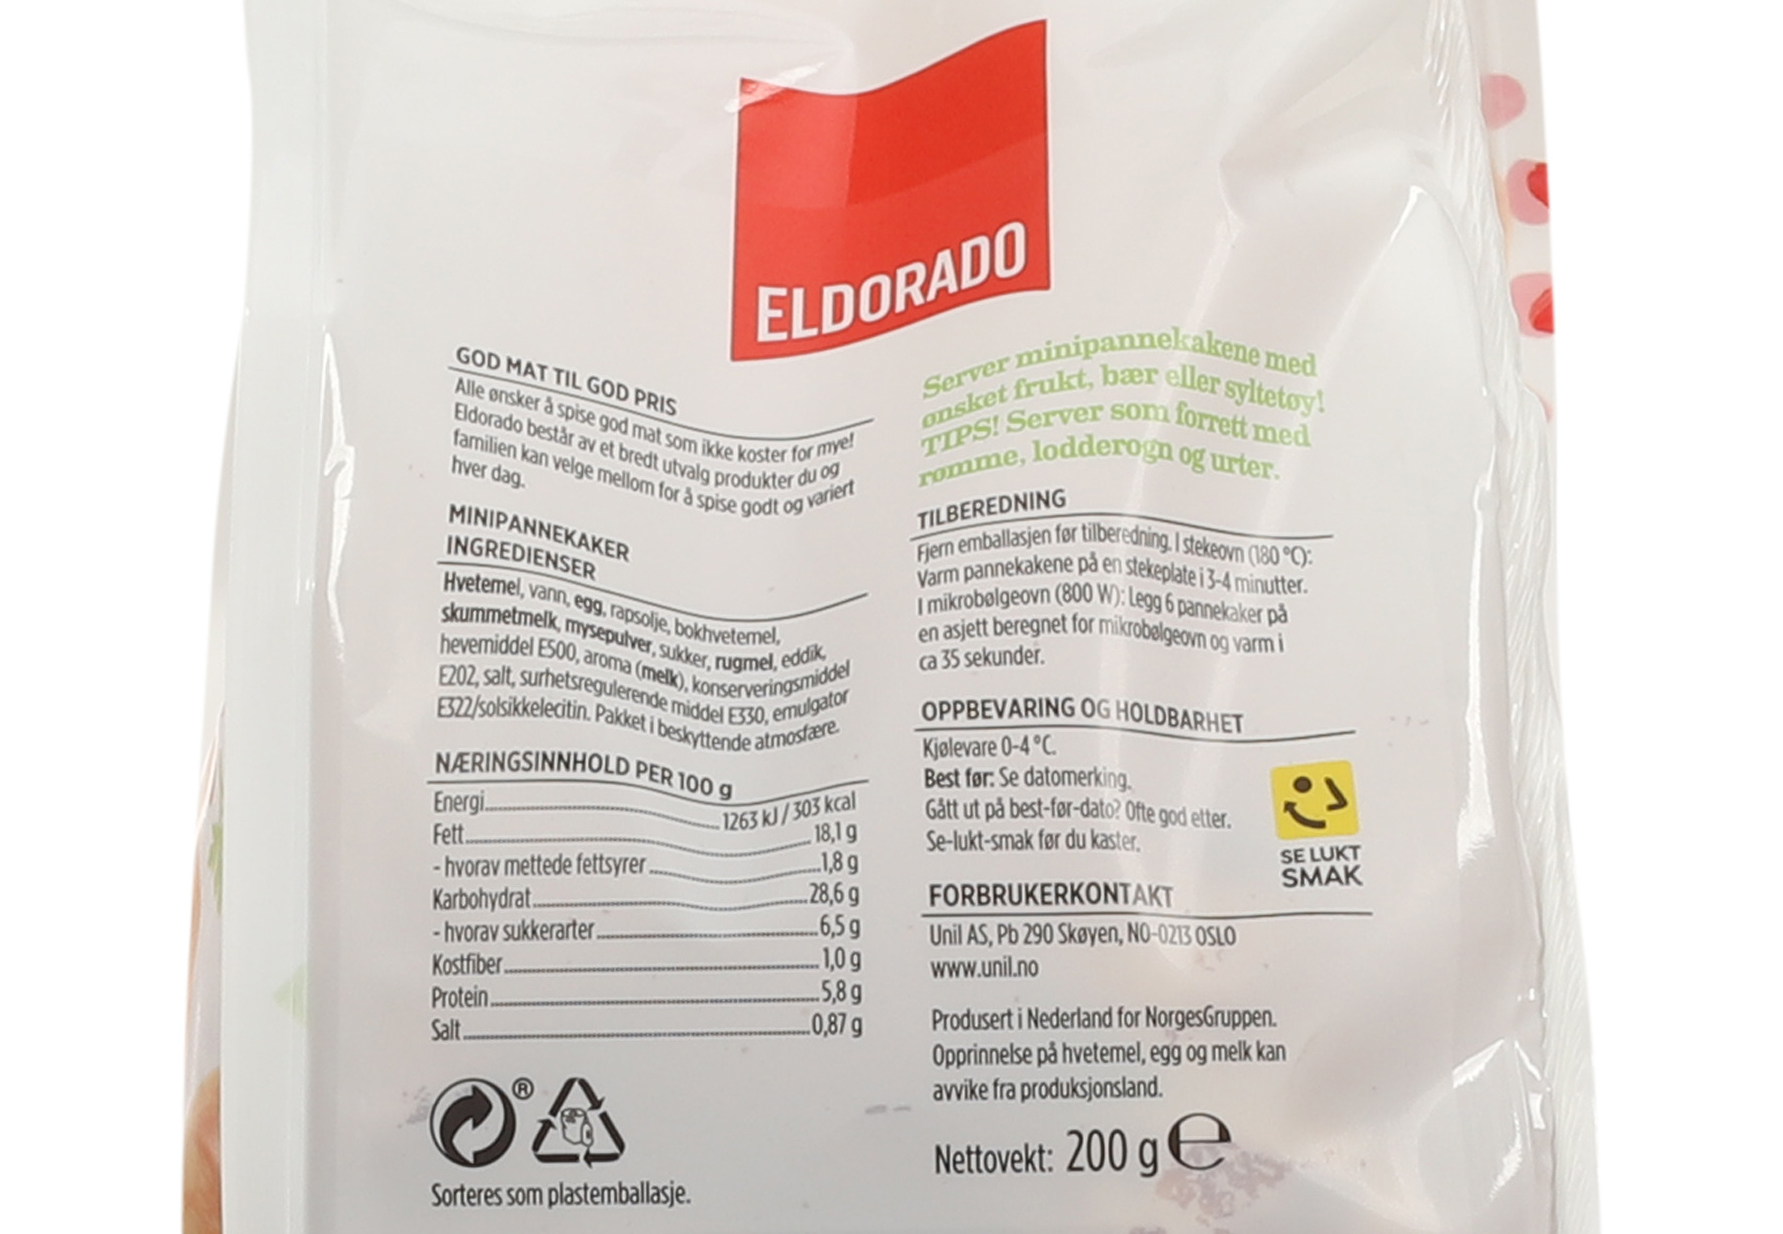 ELDORADO
GOD MAT TIL GOD PRIS
Alle ønsker å spise god mat som ikke koster for mye!
Eldorado består av et bredt utvalg produkter du og
familien kan velge mellom for å spise godt og variert
hver dag.
MINIPANNEKAKER
INGREDIENSER
Hvetemel, vann, egg, rapsolje, bokhvetemel,
skummetmelk, mysepulver, sukker, rugmel, eddik,
hevemiddel E500, aroma (melk), konserveringsmiddel
E202, salt, surhetsregulerende middel E330, emulgator
E322/solsikkelecitin. Pakket i beskyttende atmosfære.
NÆRINGSINNHOLD PER 100 g
Energi 1263 kJ / 303 kcal
Fett 18,1 g
- hvorav mettede fettsyrer 1,8 g
Karbohydrat 28,6 g
- hvorav sukkerarter 6,5 g
Kostfiber 1,0 g
Protein 5,8 g
Salt 0,87 g
®
Sorteres som plastemballasje.
Server minipannekakene med
ønsket frukt, bær eller syltetøy!
TIPS! Server som forrett med
rømme, lodderogn og urter.
TILBEREDNING
Fjern emballasjen før tilberedning. I stekeovn (180 °C):
Varm pannekakene på en stekeplate i 3-4 minutter.
I mikrobølgeovn (800 W): Legg 6 pannekaker på
en asjett beregnet for mikrobølgeovn og varm i
ca 35 sekunder.
OPPBEVARING OG HOLDBARHET
Kjølevare 0-4 °C.
Best før: Se datomerking.
Gått ut på best-før-dato? Ofte god etter.
Se-lukt-smak før du kaster.
SE LUKT
SMAK
FORBRUKERKONTAKT
Unil AS, Pb 290 Skøyen, NO-0213 OSLO
www.unil.no
Produsert i Nederland for NorgesGruppen.
Opprinnelse på hvetemel, egg og melk kan
avvike fra produksjonsland.
Nettovekt: 200 g ℮